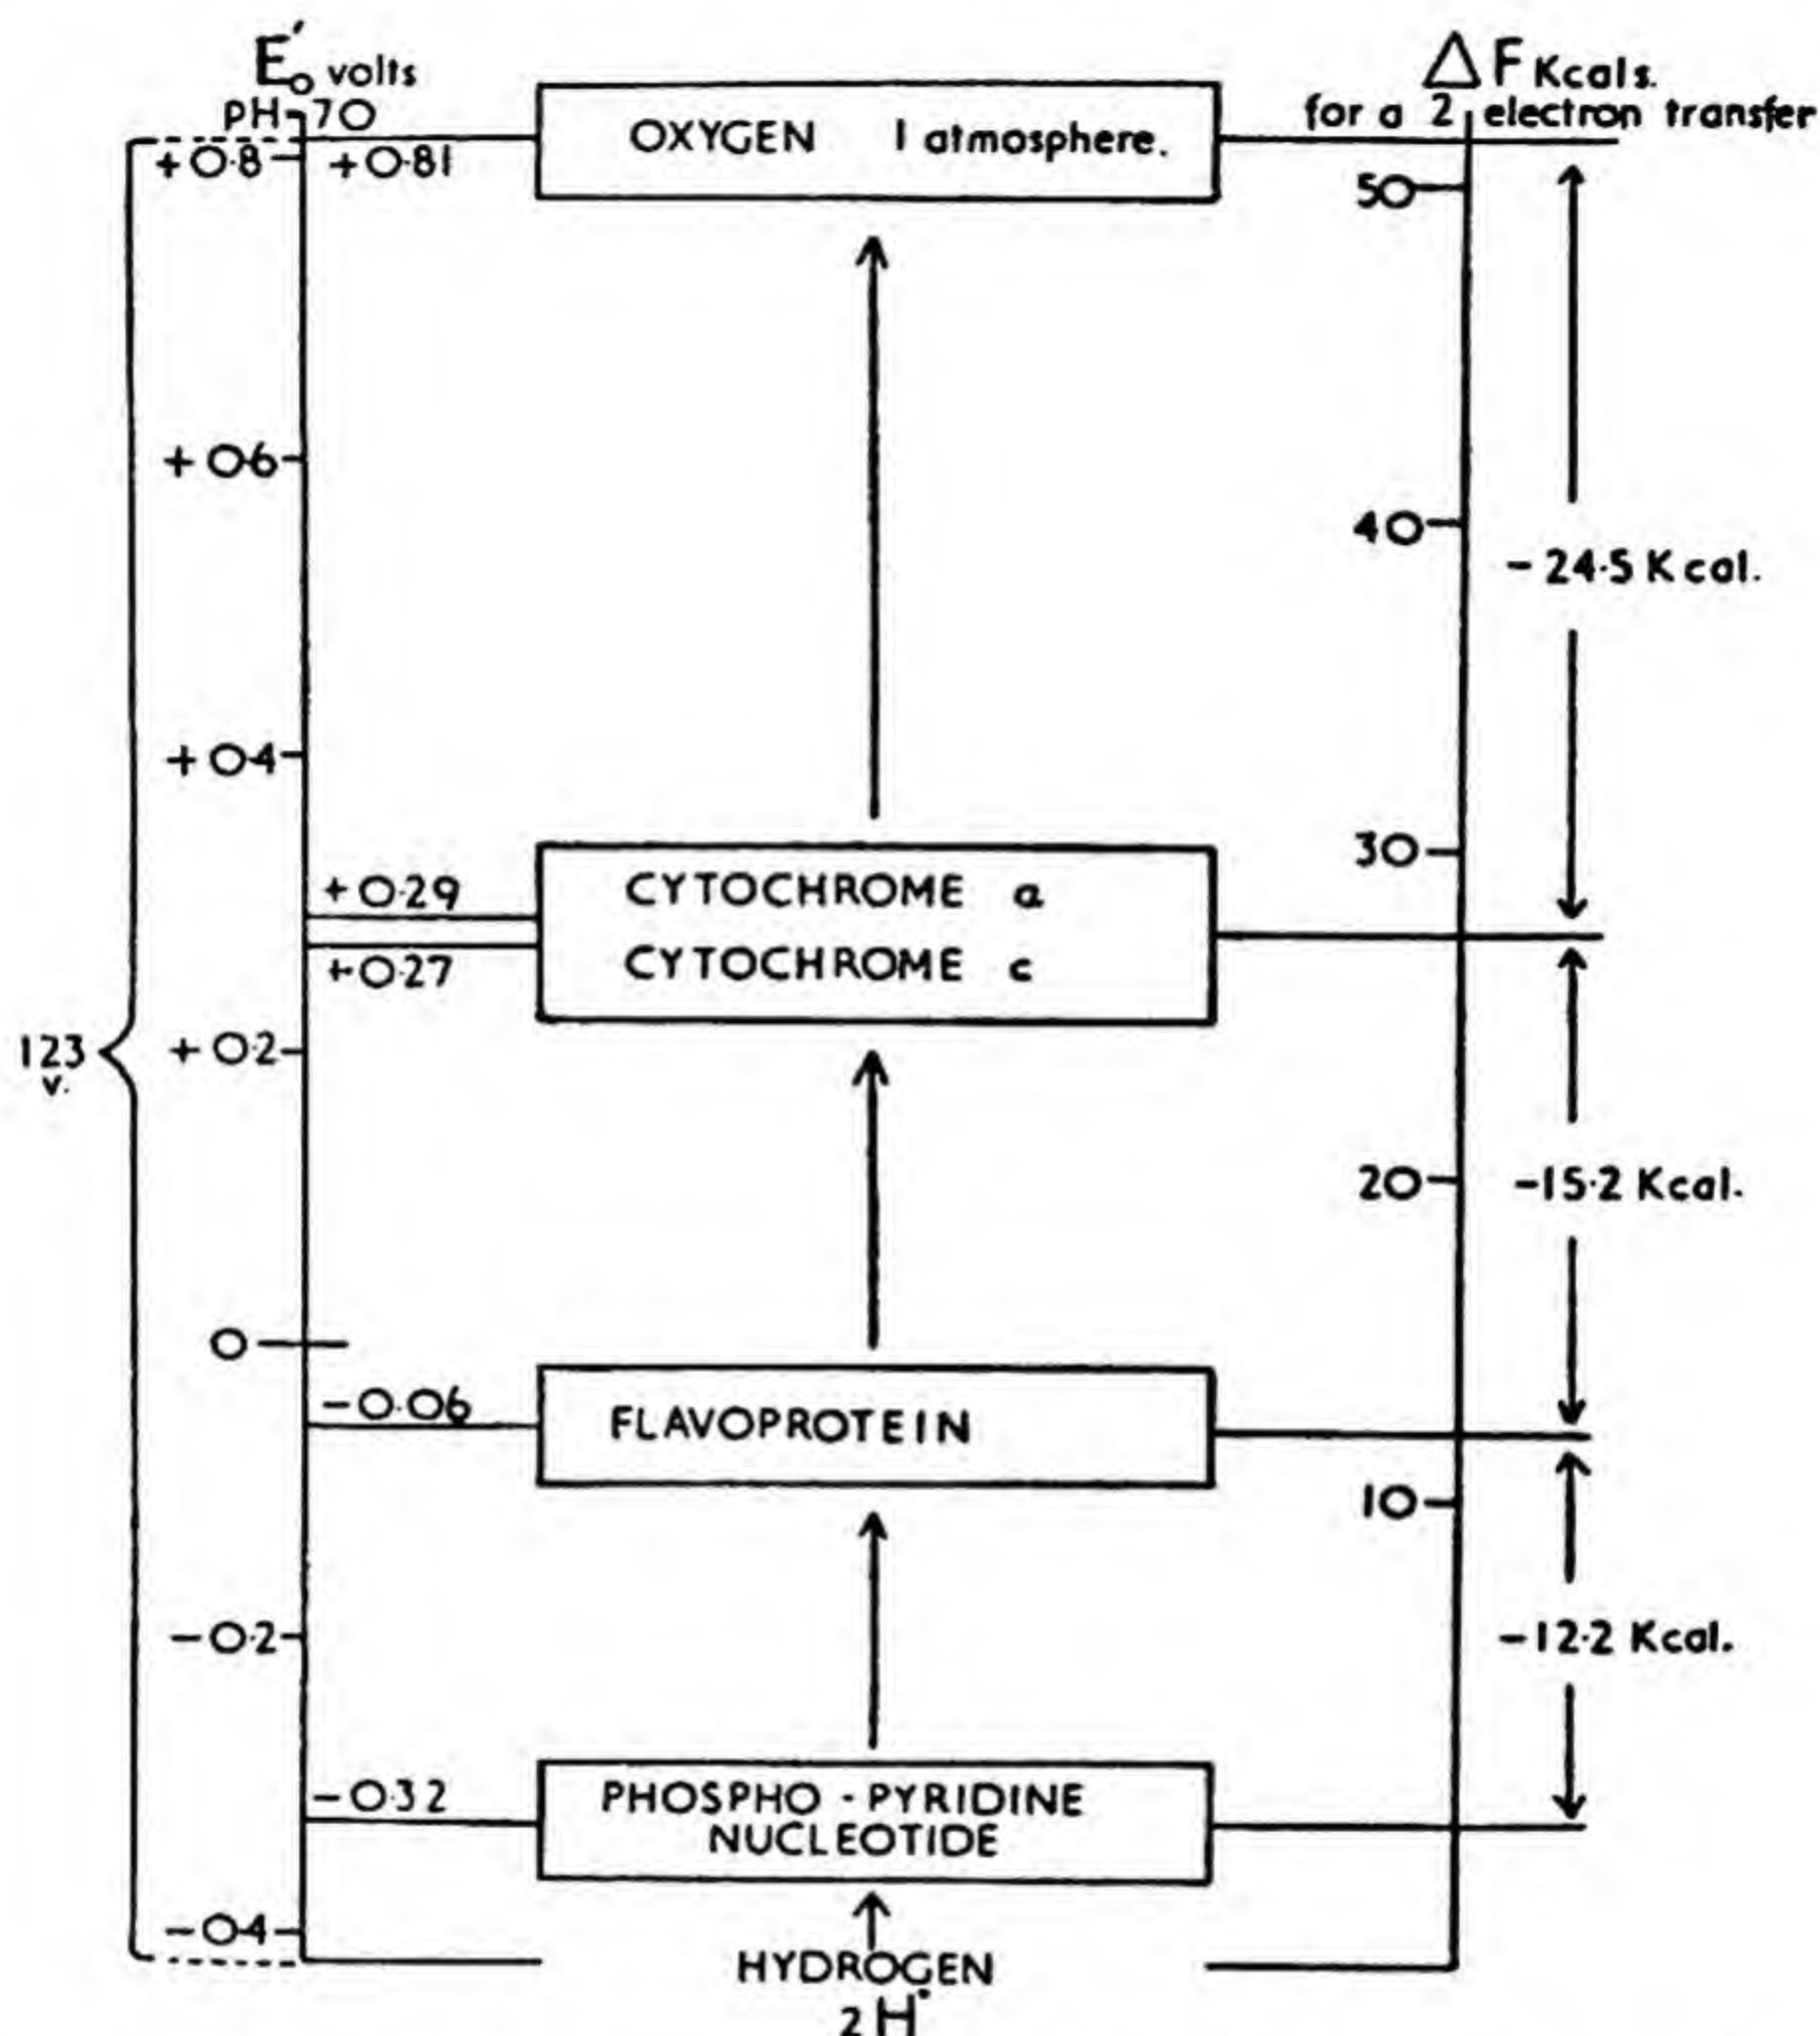 E′o volts
pH 7·0
ΔF Kcals.
for a 2 electron transfer
+0·8
+0·81
OXYGEN 1 atmosphere.
50
+0·6
40
-24·5 Kcal.
+0·4
30
+0·29
CYTOCHROME a
+0·27
CYTOCHROME c
123
v.
+0·2
20
-15·2 Kcal.
0
-0·06
FLAVOPROTEIN
10
-0·2
-12·2 Kcal.
-0·32
PHOSPHO-PYRIDINE
NUCLEOTIDE
-0·4
HYDROGEN
2H·